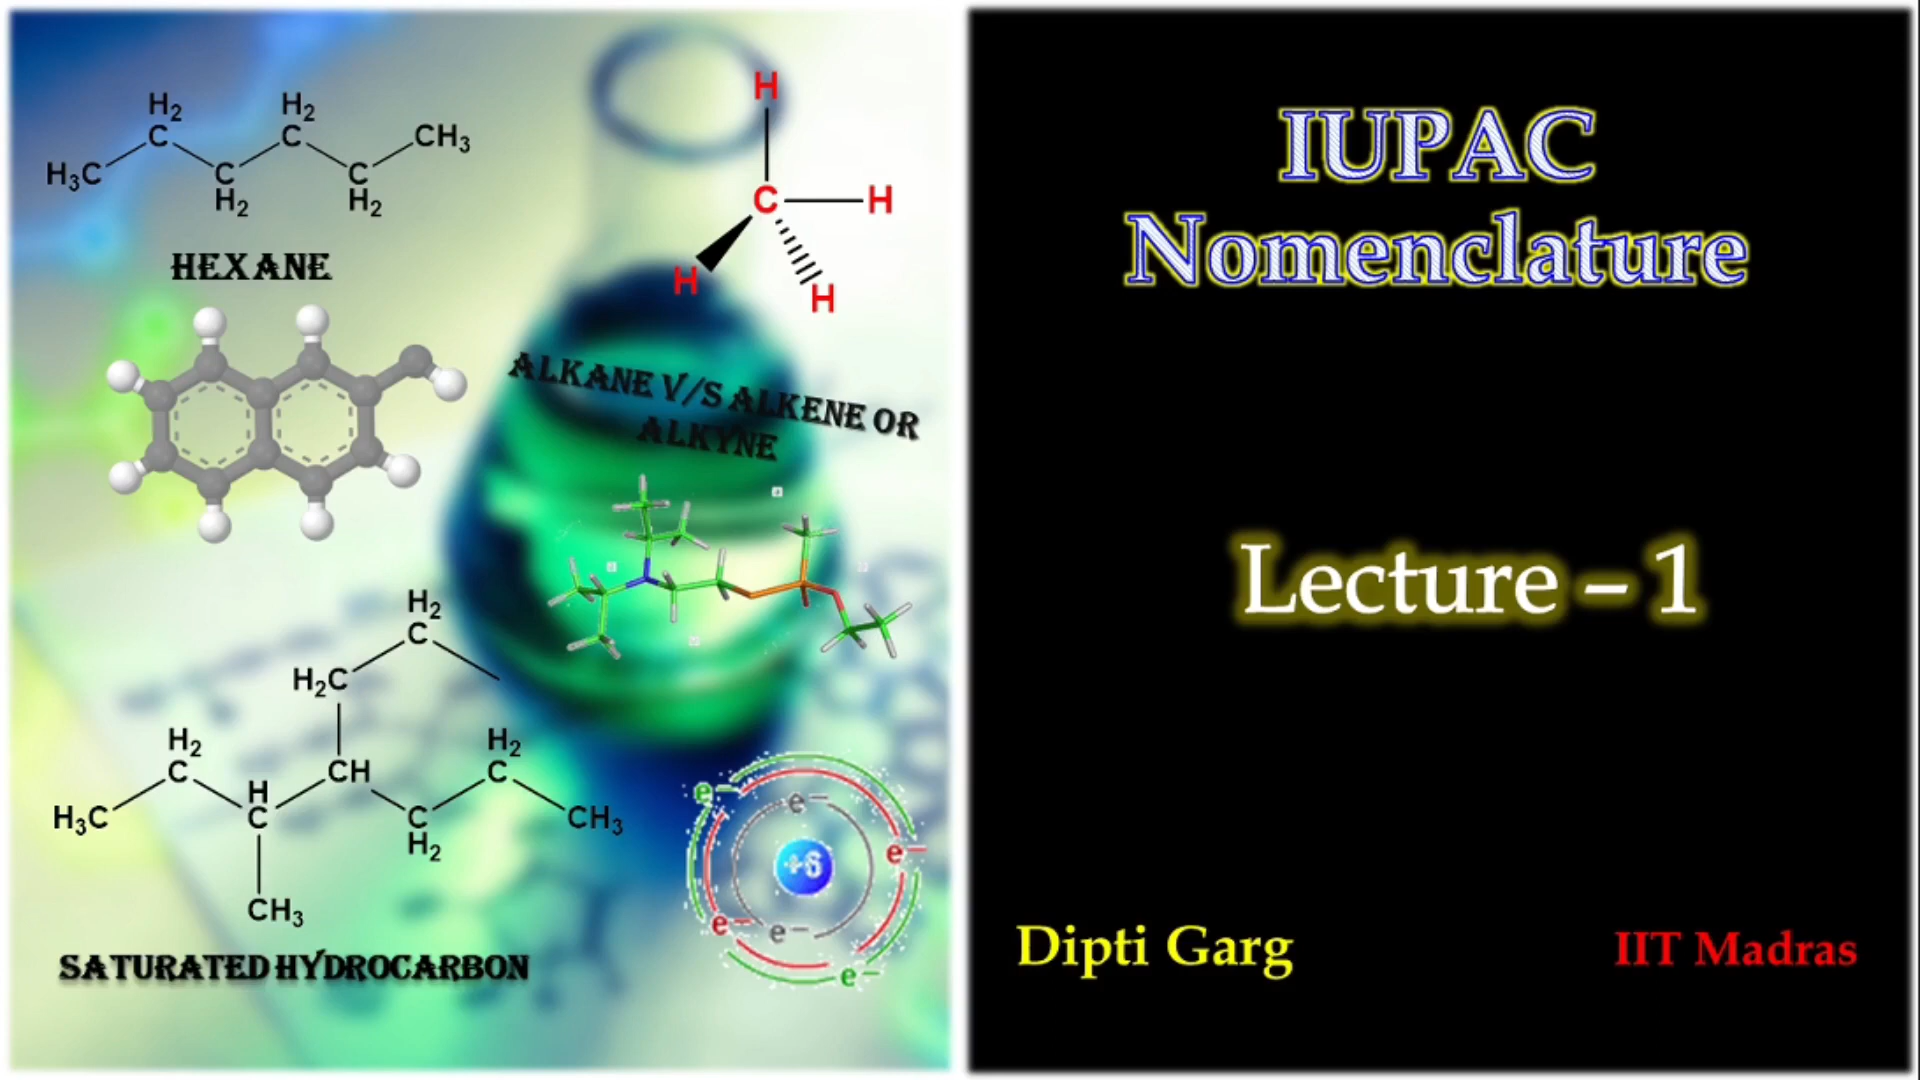 H₂ H₂
H₃C C C C C CH₃
H₂ H₂
HEXANE
H
C H
H
H
ALKANE V/S ALKENE OR
ALKYNE
H₂
C
H₂C
H₂ H₂
C CH C
H
H₃C C C CH₃
H₂
CH₃
SATURATED HYDROCARBON
e−
e−
e−
+6
e−
e−
e−
IUPAC
Nomenclature
Lecture – 1
Dipti Garg
IIT Madras